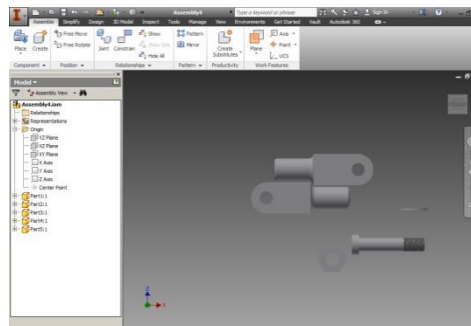 Assembly4
Type a keyword or phrase
Sign In
Assemble Simplify Design 3D Model Inspect Tools Manage View Environments Get Started Vault Autodesk 360
Place Create
Free Move
Free Rotate
Joint Constrain
Show
Hide All
Pattern
Mirror
Create Substitutes
Plane
Axis
Point
UCS
Component Position Relationships Pattern Productivity Work Features
Model
Assembly View
Assembly4.iam
Relationships
Representations
Origin
YZ Plane
XZ Plane
XY Plane
X Axis
Y Axis
Z Axis
Center Point
Part1:1
Part2:1
Part3:1
Part4:1
Part5:1